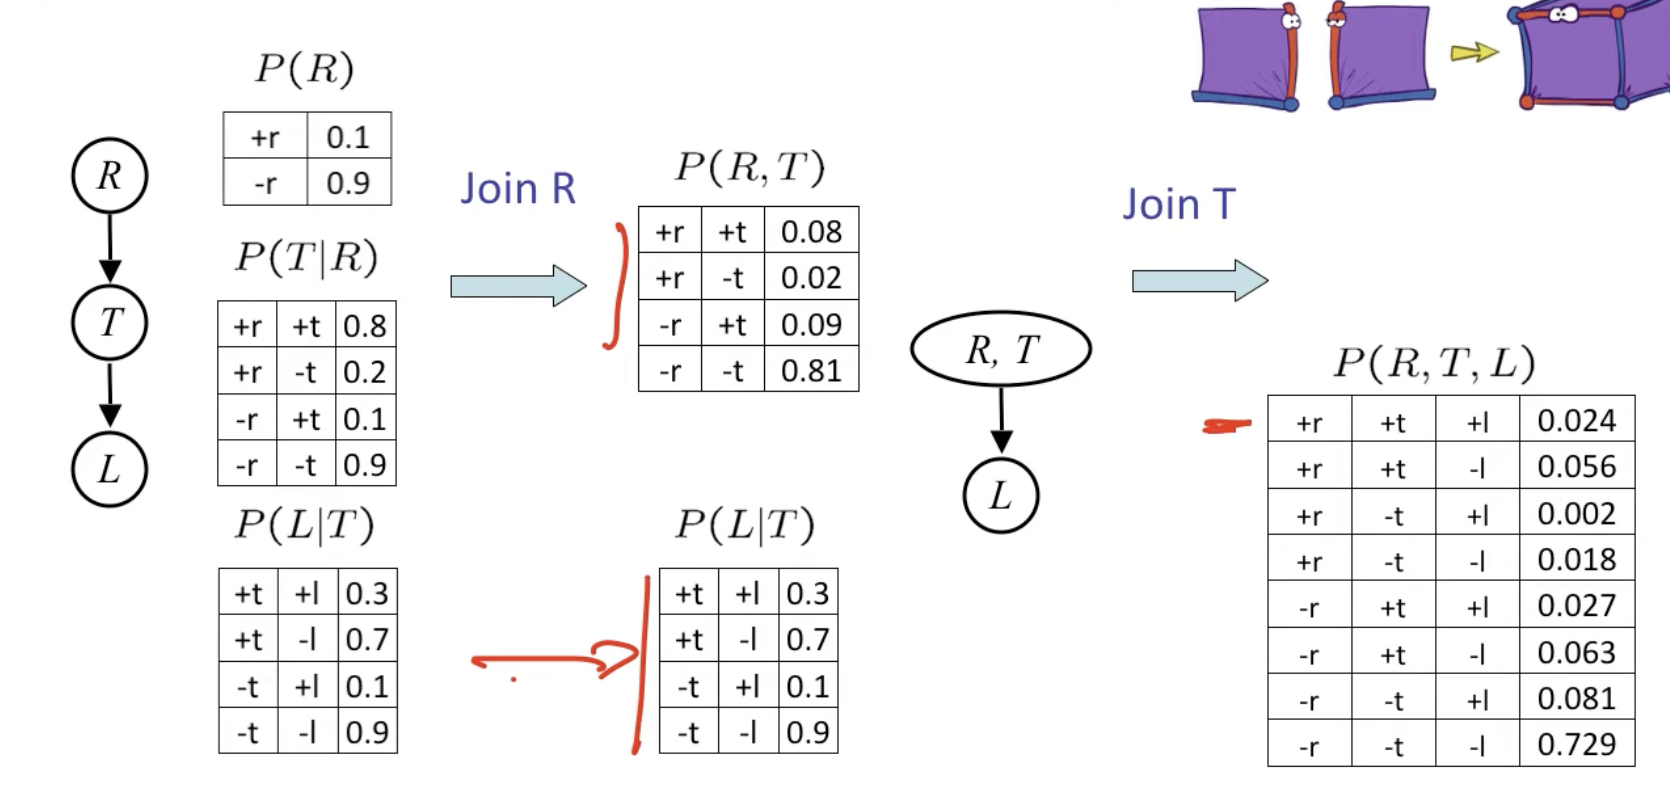 P(R)
+r 0.1
-r 0.9
R
P(T|R)
+r +t 0.8
+r -t 0.2
-r +t 0.1
-r -t 0.9
T
L
P(L|T)
+t +l 0.3
+t -l 0.7
-t +l 0.1
-t -l 0.9
Join R
P(R, T)
+r +t 0.08
+r -t 0.02
-r +t 0.09
-r -t 0.81
P(L|T)
+t +l 0.3
+t -l 0.7
-t +l 0.1
-t -l 0.9
R, T
L
Join T
P(R, T, L)
+r +t +l 0.024
+r +t -l 0.056
+r -t +l 0.002
+r -t -l 0.018
-r +t +l 0.027
-r +t -l 0.063
-r -t +l 0.081
-r -t -l 0.729